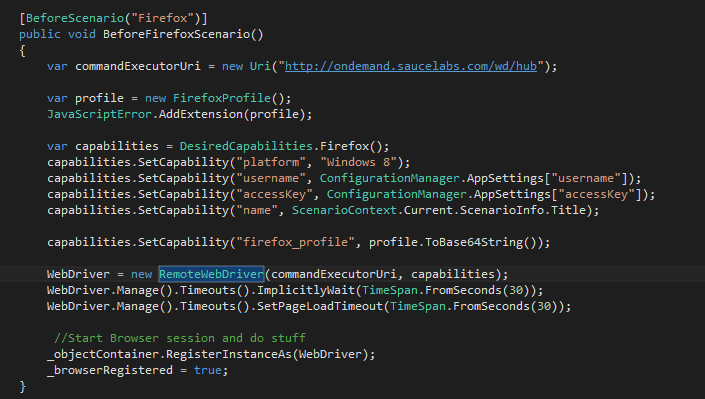 [BeforeScenario("Firefox")]
public void BeforeFirefoxScenario()
{
    var commandExecutorUri = new Uri("http://ondemand.saucelabs.com/wd/hub");

    var profile = new FirefoxProfile();
    JavaScriptError.AddExtension(profile);

    var capabilities = DesiredCapabilities.Firefox();
    capabilities.SetCapability("platform", "Windows 8");
    capabilities.SetCapability("username", ConfigurationManager.AppSettings["username"]);
    capabilities.SetCapability("accessKey", ConfigurationManager.AppSettings["accessKey"]);
    capabilities.SetCapability("name", ScenarioContext.Current.ScenarioInfo.Title);

    capabilities.SetCapability("firefox_profile", profile.ToBase64String());

    WebDriver = new RemoteWebDriver(commandExecutorUri, capabilities);
    WebDriver.Manage().Timeouts().ImplicitlyWait(TimeSpan.FromSeconds(30));
    WebDriver.Manage().Timeouts().SetPageLoadTimeout(TimeSpan.FromSeconds(30));

     //Start Browser session and do stuff
    _objectContainer.RegisterInstanceAs(WebDriver);
    _browserRegistered = true;
}